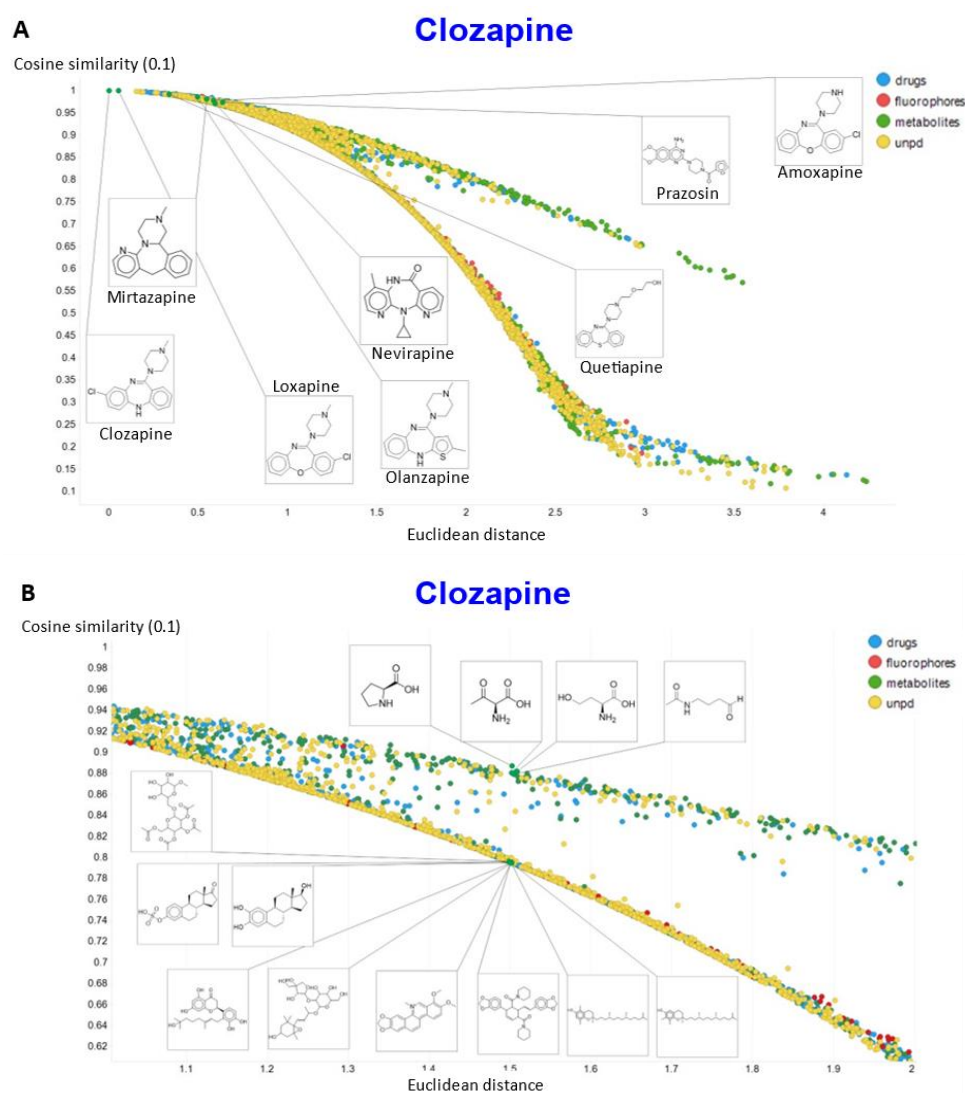 A
Clozapine
Cosine similarity (0.1)
1
0.95
0.9
0.85
0.8
0.75
0.7
0.65
0.6
0.55
0.5
0.45
0.4
0.35
0.3
0.25
0.2
0.15
0.1
drugs
fluorophores
metabolites
unpd
Amoxapine
Prazosin
Mirtazapine
Nevirapine
Quetiapine
Clozapine
Loxapine
Olanzapine
0 0.5 1 1.5 2 2.5 3 3.5 4
Euclidean distance
B
Clozapine
Cosine similarity (0.1)
1
0.98
0.96
0.94
0.92
0.9
0.88
0.86
0.84
0.82
0.8
0.78
0.76
0.74
0.72
0.7
0.68
0.66
0.64
0.62
drugs
fluorophores
metabolites
unpd
1.1 1.2 1.3 1.4 1.5 1.6 1.7 1.8 1.9 2
Euclidean distance